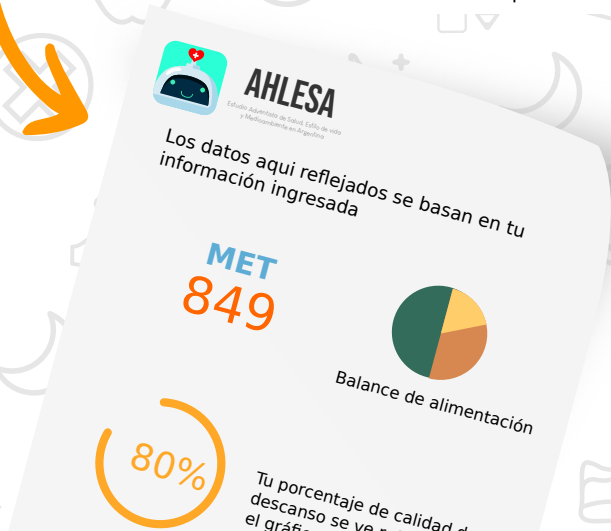 AHLESA
Estudio Adventista de Salud, Estilo de vida
y Medioambiente en Argentina
Los datos aqui reflejados se basan en tu
información ingresada
MET
849
Balance de alimentación
80%
Tu porcentaje de calidad d
descanso se ve
el gráfi